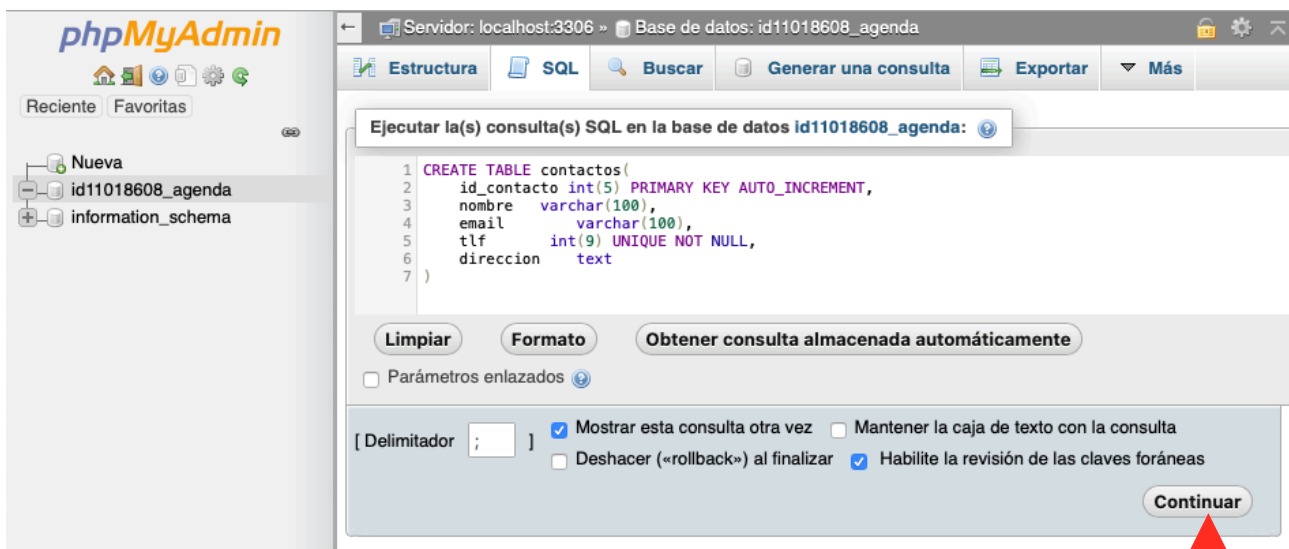 phpMyAdmin
Reciente Favoritas
Nueva
id11018608_agenda
information_schema
Servidor: localhost:3306 » Base de datos: id11018608_agenda
Estructura SQL Buscar Generar una consulta Exportar Más
Ejecutar la(s) consulta(s) SQL en la base de datos id11018608_agenda:
1 CREATE TABLE contactos(
2 id_contacto int(5) PRIMARY KEY AUTO_INCREMENT,
3 nombre varchar(100),
4 email varchar(100),
5 tlf int(9) UNIQUE NOT NULL,
6 direccion text
7 )
Limpiar Formato Obtener consulta almacenada automáticamente
Parámetros enlazados
[ Delimitador ; ] Mostrar esta consulta otra vez Mantener la caja de texto con la consulta
Deshacer («rollback») al finalizar Habilite la revisión de las claves foráneas
Continuar